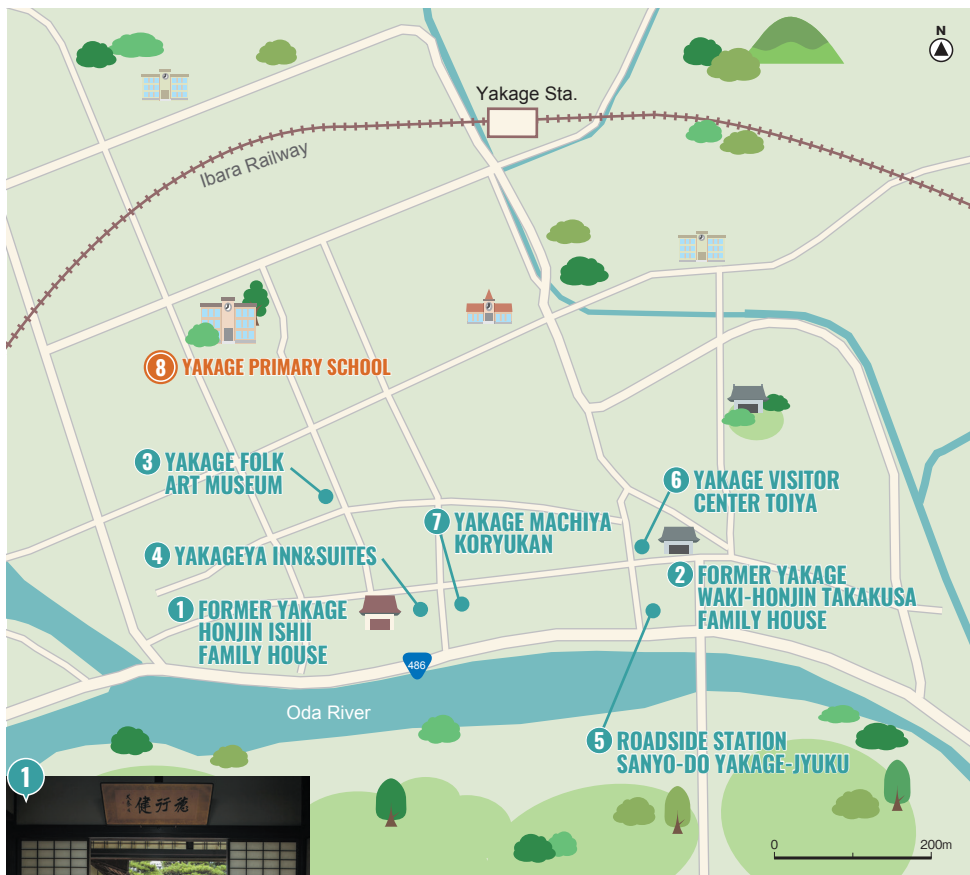 N
Yakage Sta.
Ibara Railway
8 YAKAGE PRIMARY SCHOOL
3 YAKAGE FOLK
ART MUSEUM
6 YAKAGE VISITOR
CENTER TOIYA
7 YAKAGE MACHIYA
KORYUKAN
4 YAKAGEYA INN&SUITES
2 FORMER YAKAGE
WAKI-HONJIN TAKAKUSA
FAMILY HOUSE
1 FORMER YAKAGE
HONJIN ISHII
FAMILY HOUSE
486
Oda River
5 ROADSIDE STATION
SANYO-DO YAKAGE-JYUKU
1
行健
0 200m